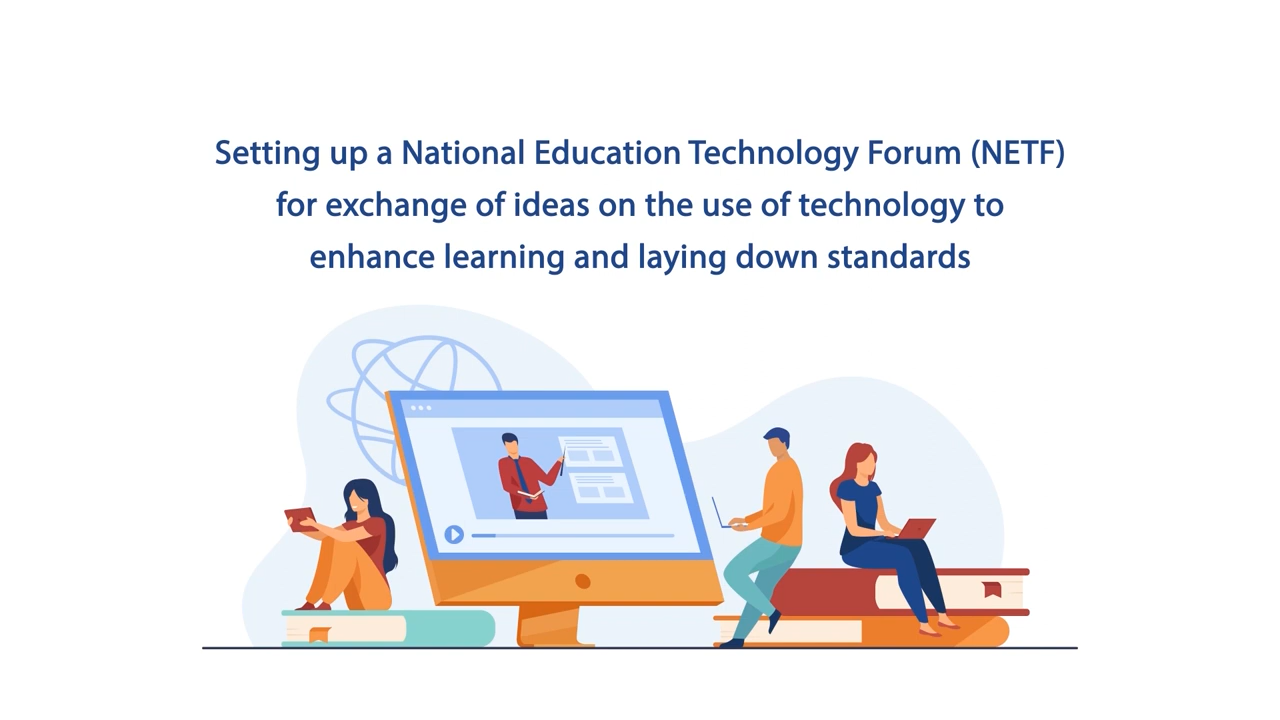 Setting up a National Education Technology Forum (NETF)
for exchange of ideas on the use of technology to
enhance learning and laying down standards